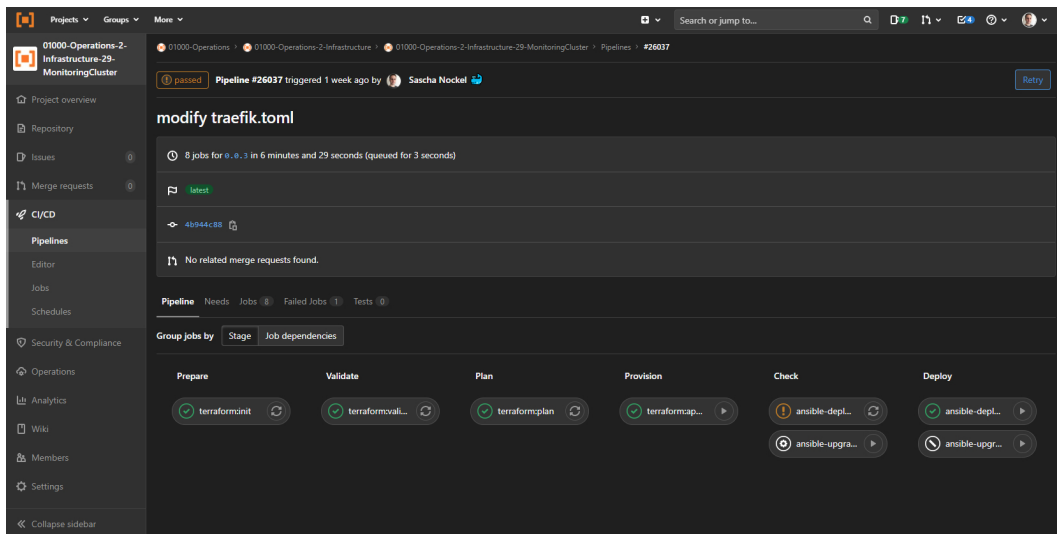 Projects Groups More Search or jump to... 7 4
01000-Operations-2-Infrastructure-29-MonitoringCluster
01000-Operations › 01000-Operations-2-Infrastructure › 01000-Operations-2-Infrastructure-29-MonitoringCluster › Pipelines › #26037
passed Pipeline #26037 triggered 1 week ago by Sascha Nockel Retry
Project overview
Repository
Issues 0
Merge requests 0
CI/CD
Pipelines
Editor
Jobs
Schedules
Security & Compliance
Operations
Analytics
Wiki
Members
Settings
Collapse sidebar
modify traefik.toml
8 jobs for 0.0.3 in 6 minutes and 29 seconds (queued for 3 seconds)
latest
4b944c88
No related merge requests found.
Pipeline Needs Jobs 8 Failed Jobs 1 Tests 0
Group jobs by Stage Job dependencies
Prepare Validate Plan Provision Check Deploy
terraform:init terraform:vali... terraform:plan terraform:ap... ansible-depl... ansible-depl...
ansible-upgra... ansible-upgr...